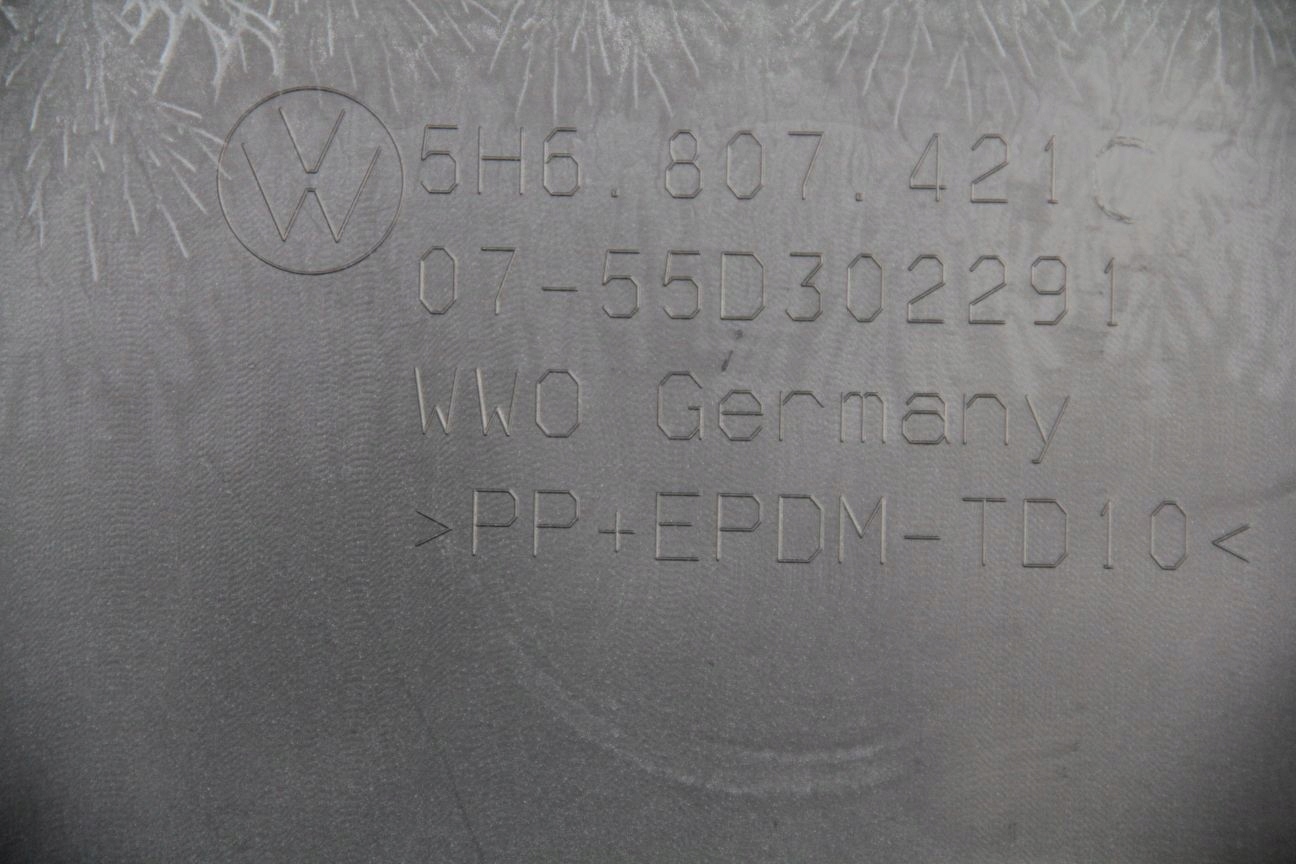 5H6.807.421C
07-55D302291
WWO Germany
>PP+EPDM-TD10<